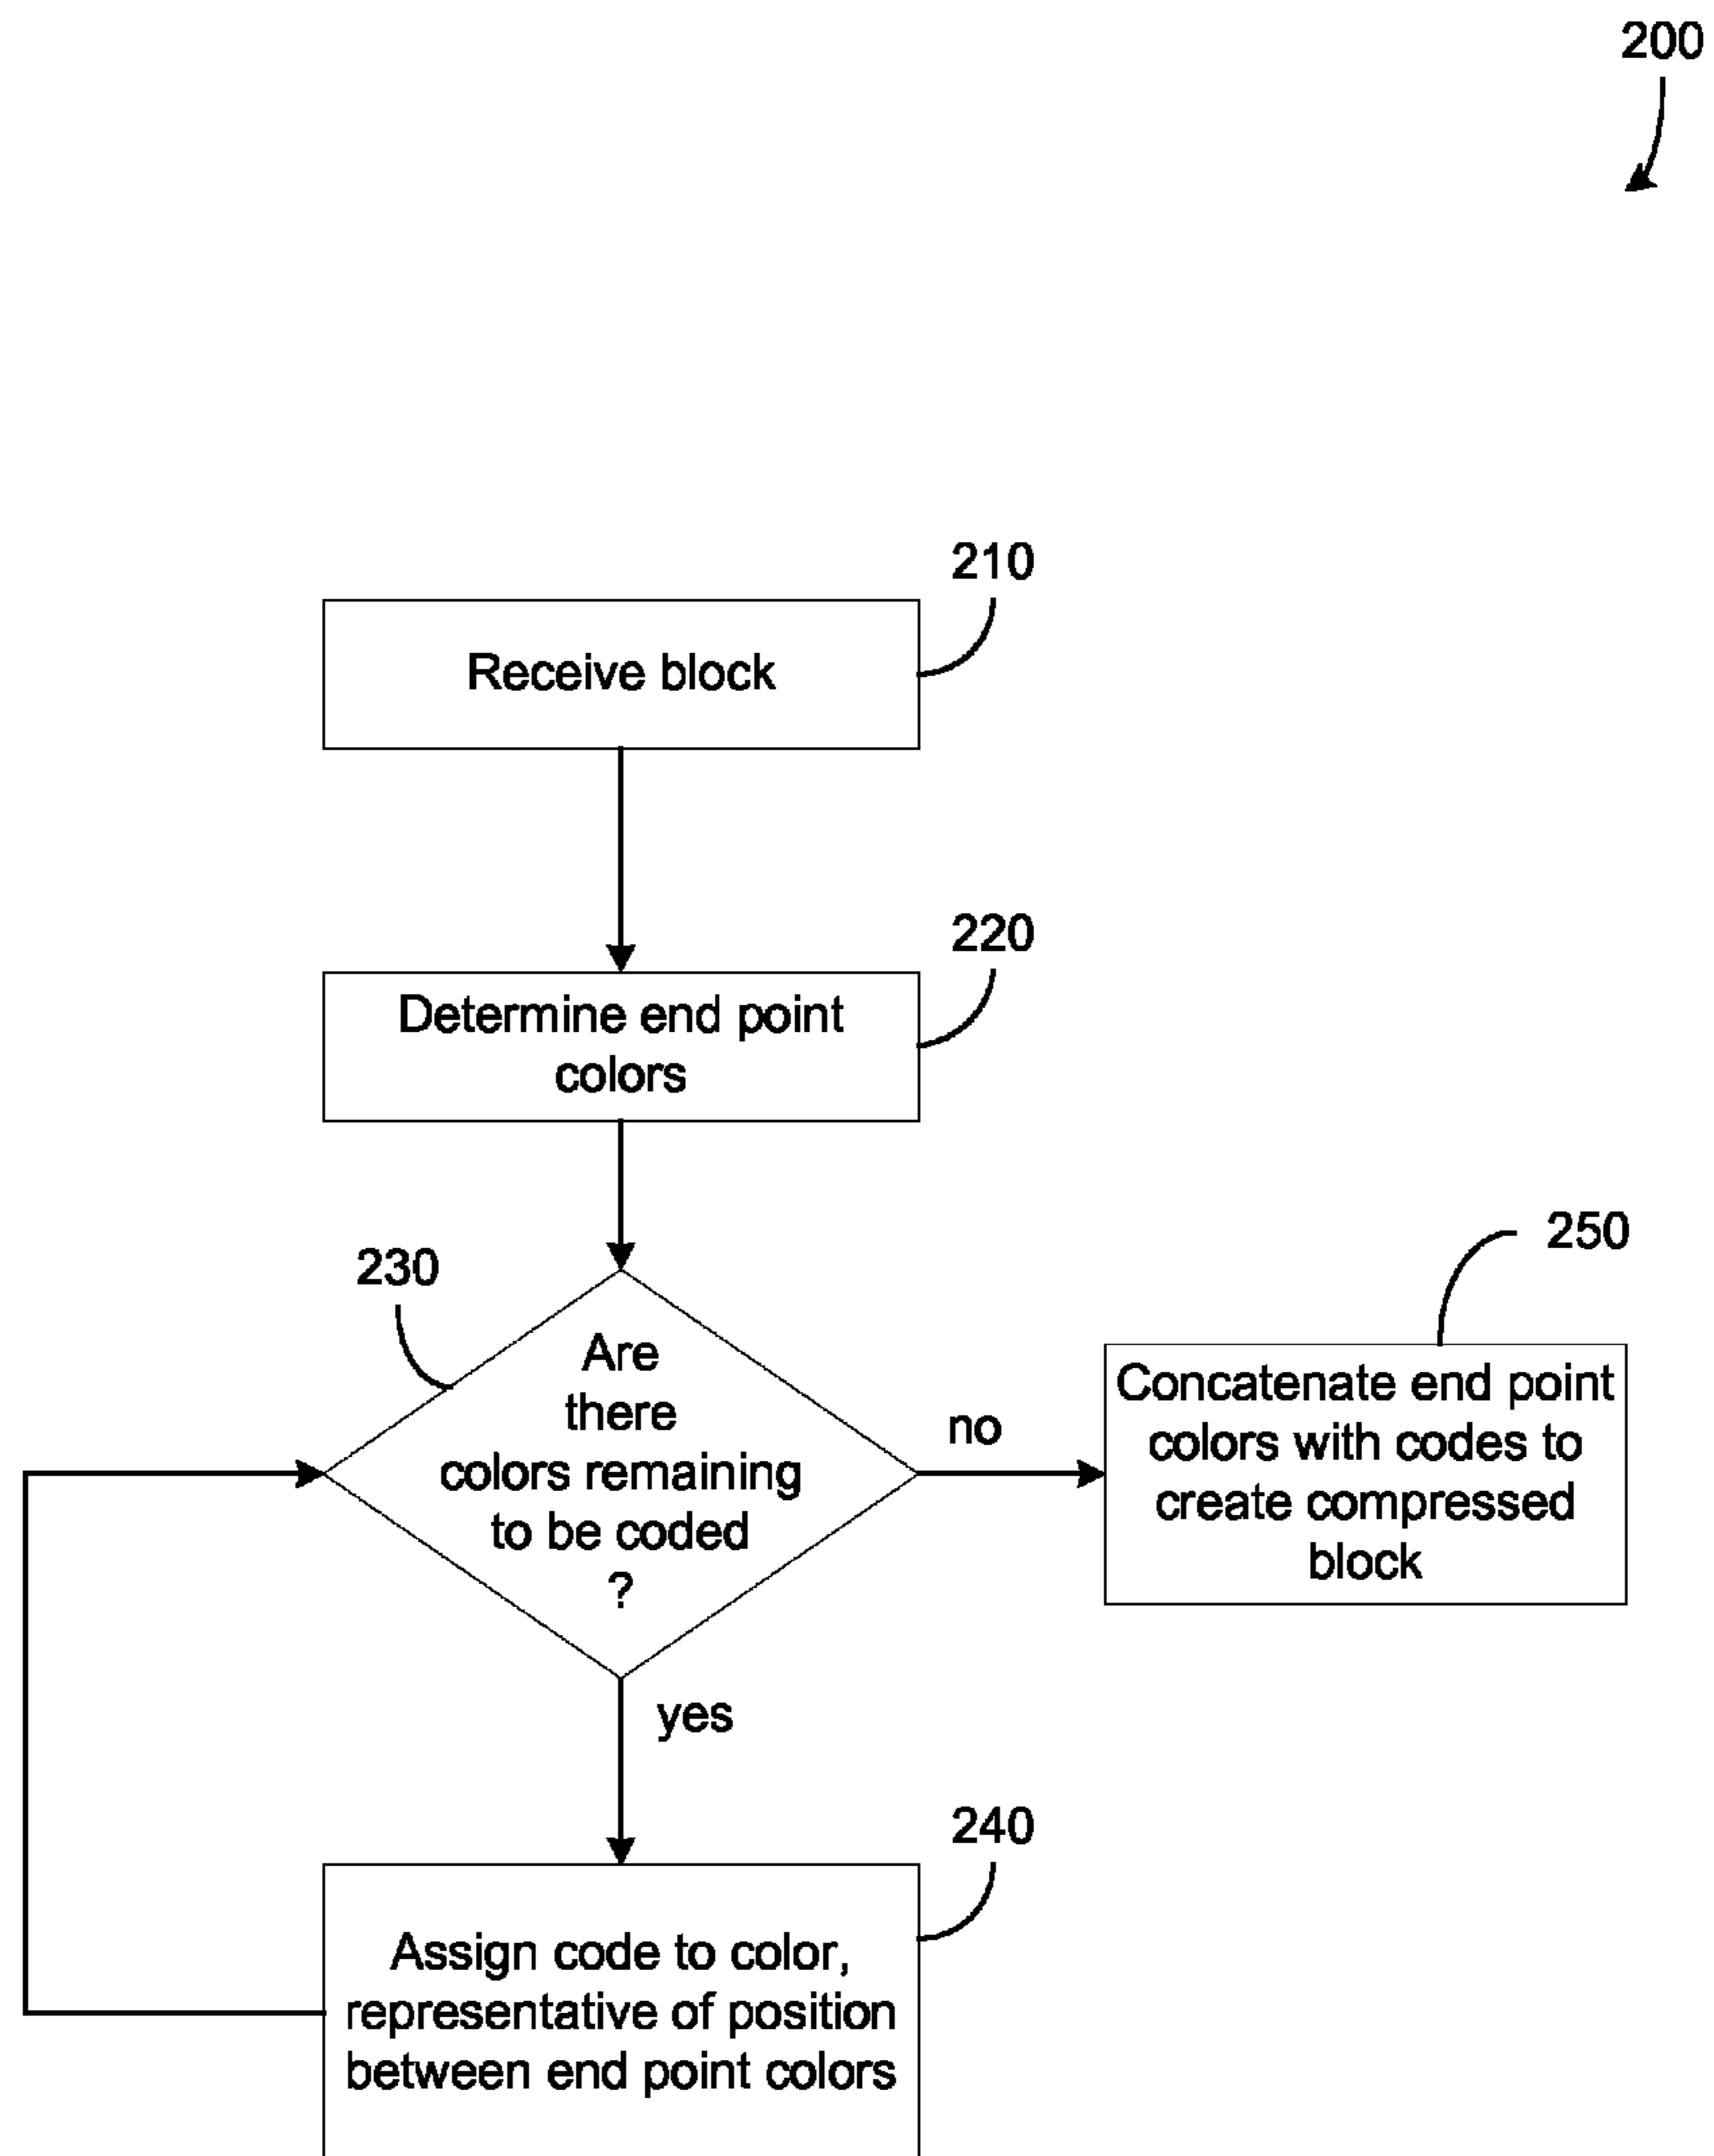 200
210
Receive block
220
Determine end point
colors
230
Are
there
colors remaining
to be coded
?
no
250
Concatenate end point
colors with codes to
create compressed
block
yes
240
Assign code to color,
representative of position
between end point colors